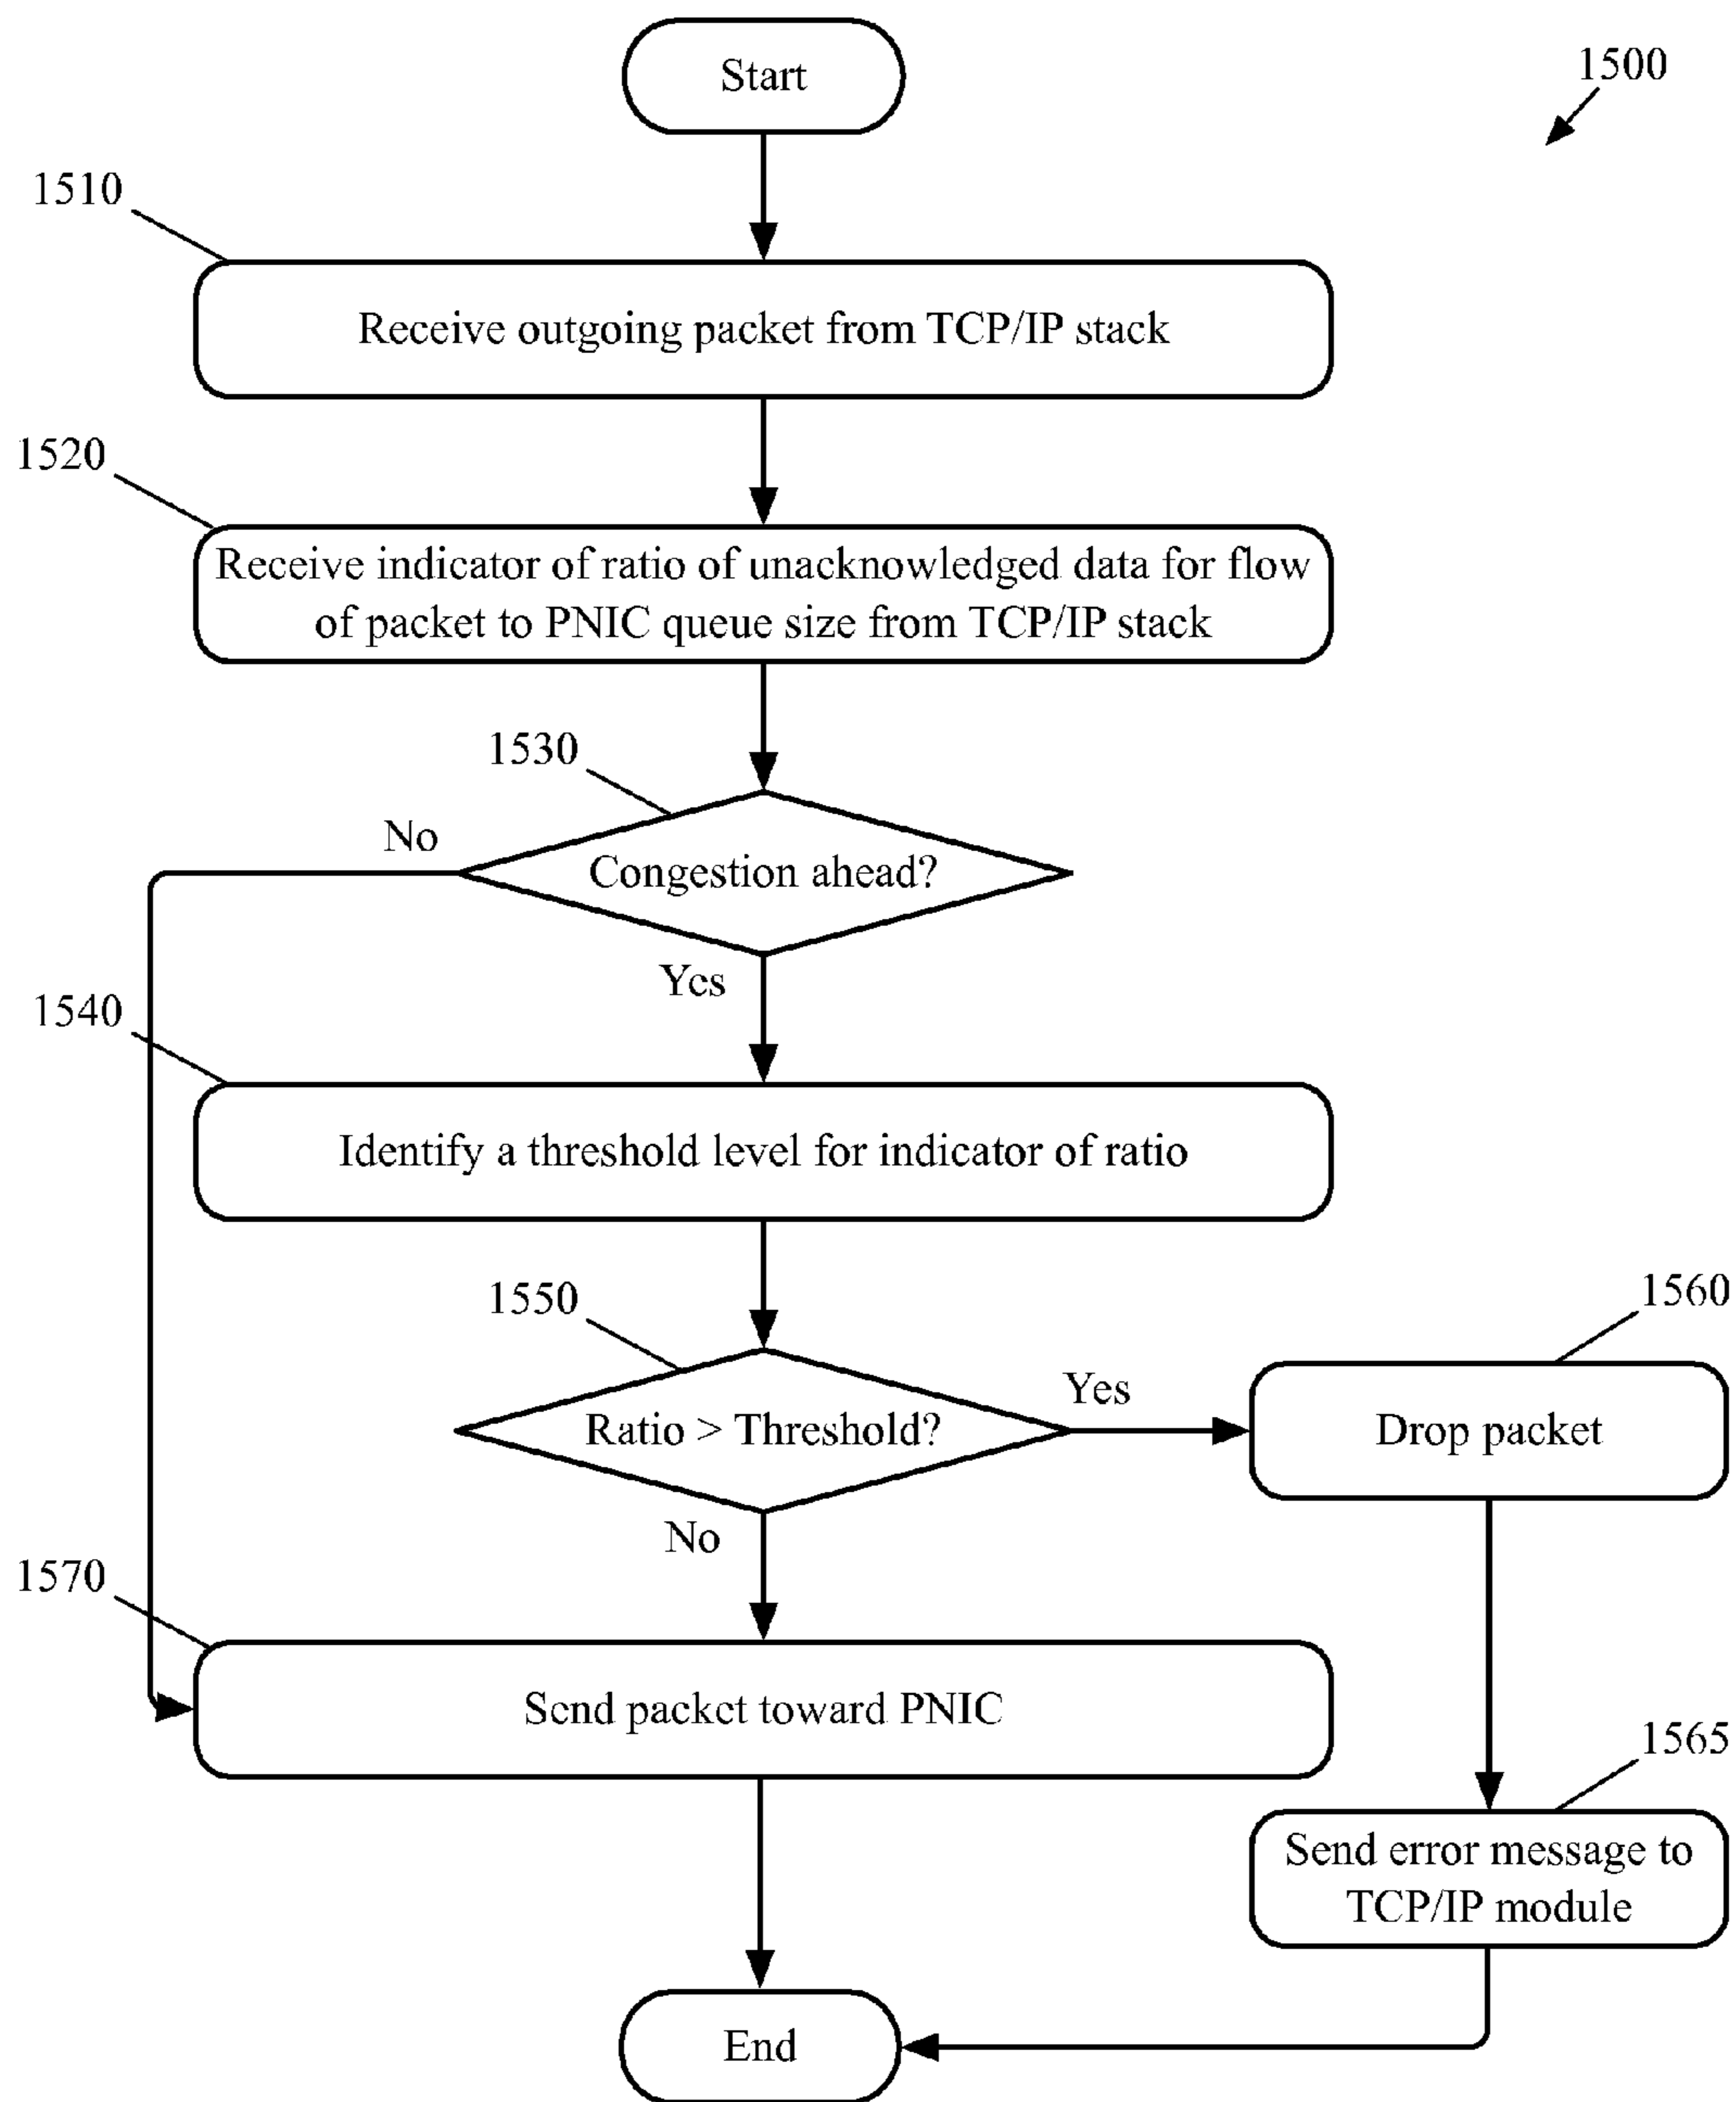 Start
1500
1510
Receive outgoing packet from TCP/IP stack
1520
Receive indicator of ratio of unacknowledged data for flow
of packet to PNIC queue size from TCP/IP stack
1530
No
Congestion ahead?
Yes
1540
Identify a threshold level for indicator of ratio
1550
1560
Yes
Ratio > Threshold?
Drop packet
No
1570
Send packet toward PNIC
1565
Send error message to
TCP/IP module
End